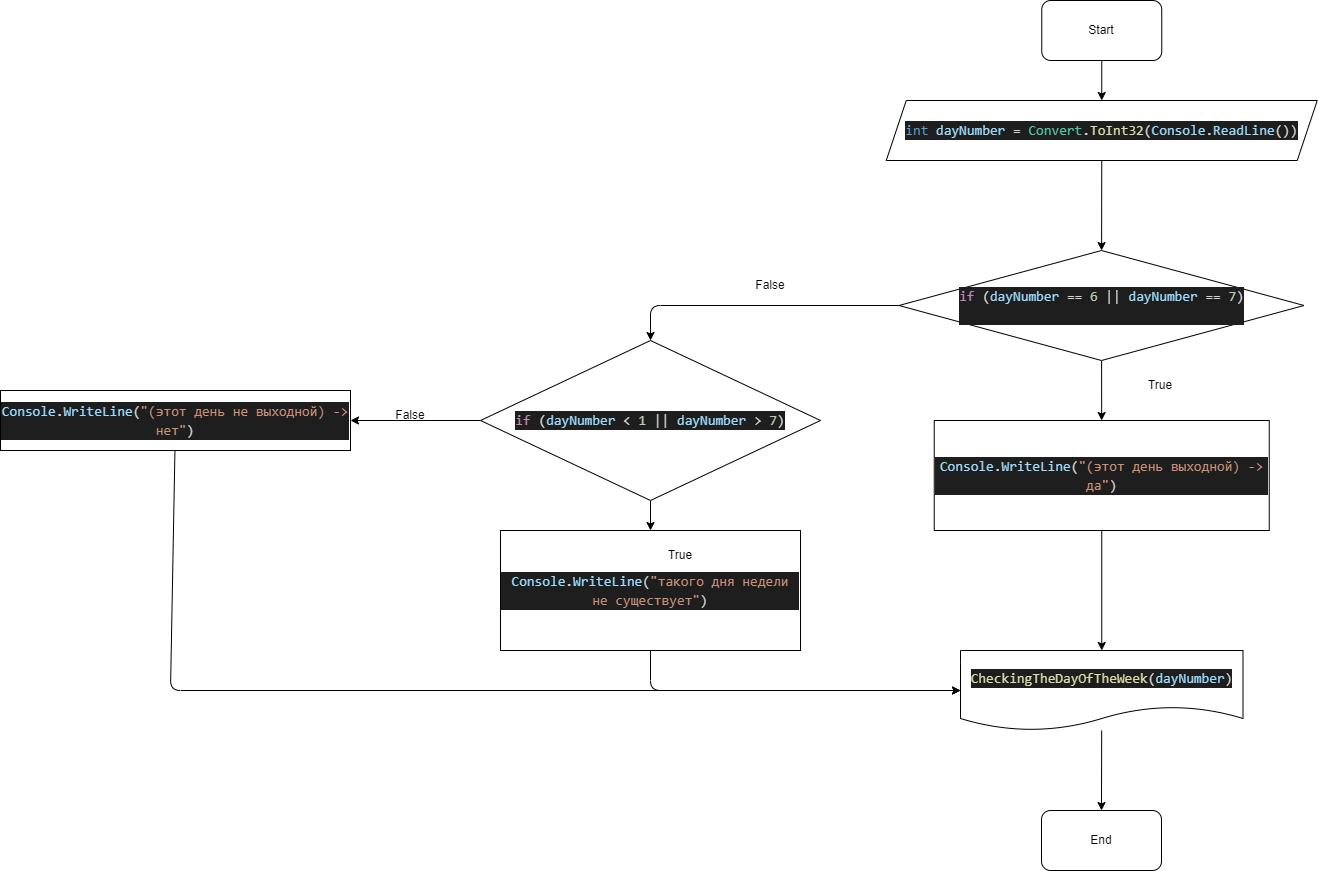 Start
int dayNumber = Convert.ToInt32(Console.ReadLine())
False
if (dayNumber == 6 || dayNumber == 7)
True
False
if (dayNumber < 1 || dayNumber > 7)
Console.WriteLine("(этот день не выходной) ->
нет")
Console.WriteLine("(этот день выходной) ->
да")
True
Console.WriteLine("такого дня недели
не существует")
CheckingTheDayOfTheWeek(dayNumber)
End